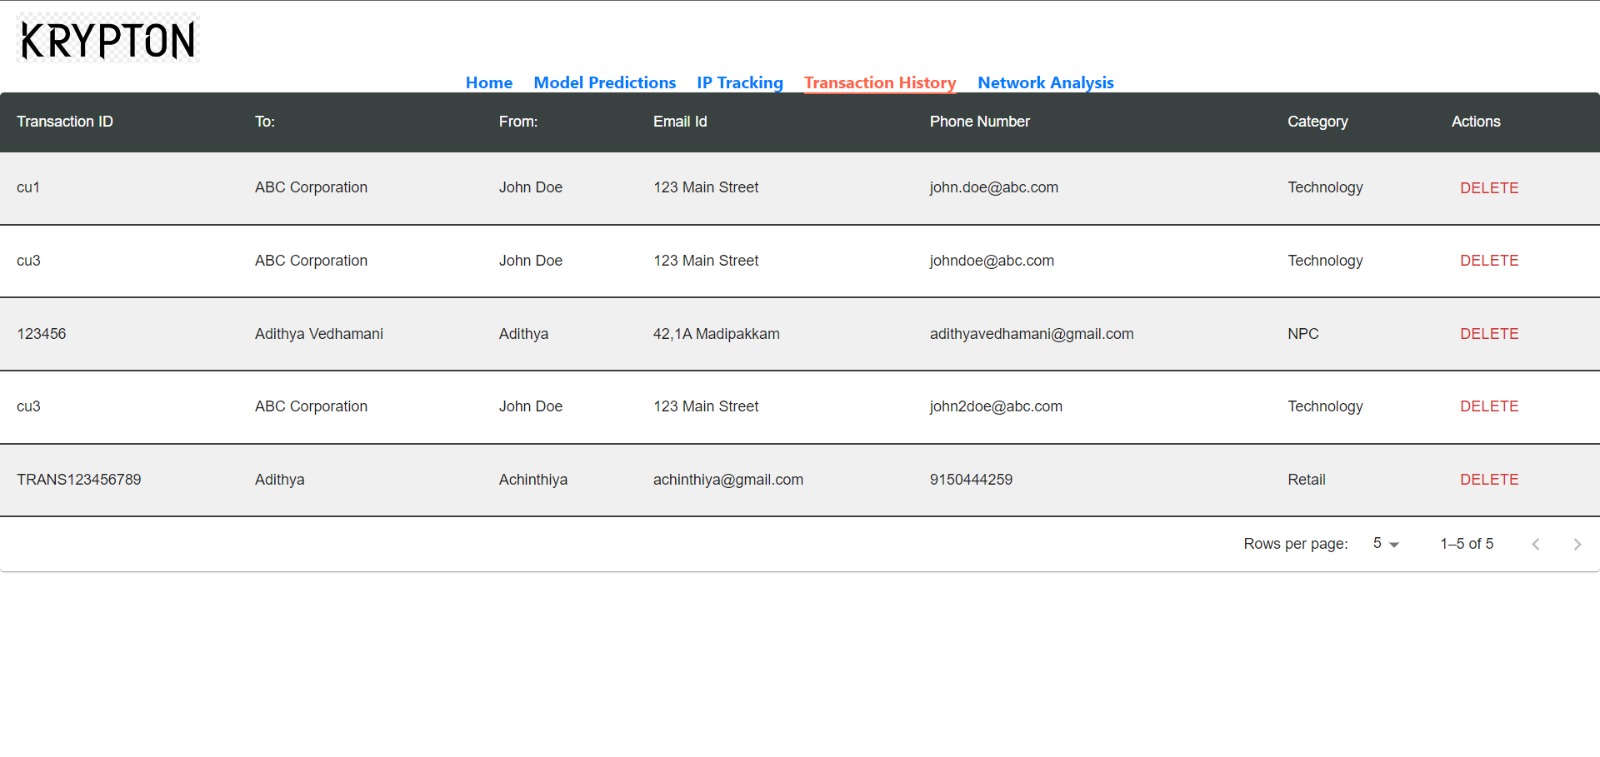 KRYPTON
Home Model Predictions IP Tracking Transaction History Network Analysis
Transaction ID To: From: Email Id Phone Number Category Actions
cu1 ABC Corporation John Doe 123 Main Street john.doe@abc.com Technology DELETE
cu3 ABC Corporation John Doe 123 Main Street johndoe@abc.com Technology DELETE
123456 Adithya Vedhamani Adithya 42,1A Madipakkam adithyavedhamani@gmail.com NPC DELETE
cu3 ABC Corporation John Doe 123 Main Street john2doe@abc.com Technology DELETE
TRANS123456789 Adithya Achinthiya achinthiya@gmail.com 9150444259 Retail DELETE
Rows per page: 5 1–5 of 5